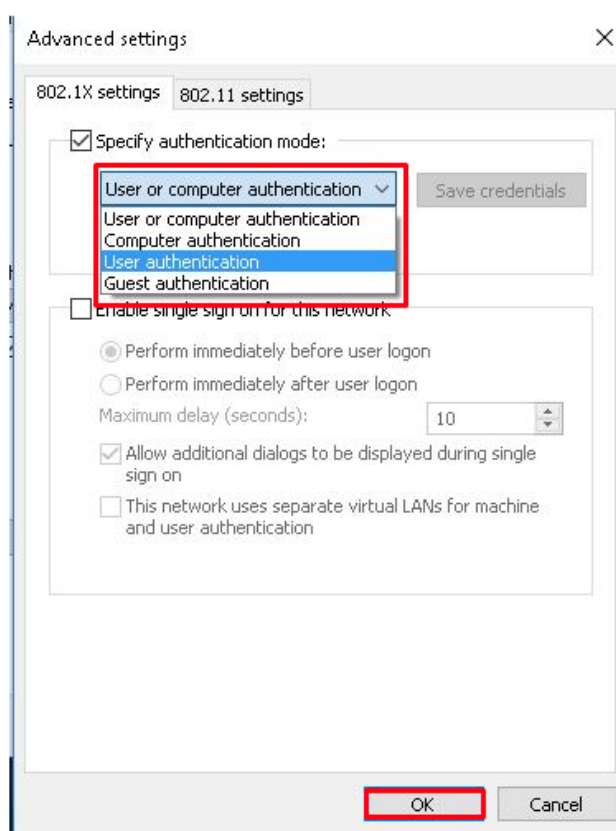 Advanced settings
802.1X settings
802.11 settings
Specify authentication mode:
User or computer authentication
Save credentials
User or computer authentication
Computer authentication
User authentication
Guest authentication
Enable single sign on for this network
Perform immediately before user logon
Perform immediately after user logon
Maximum delay (seconds):
10
Allow additional dialogs to be displayed during single
sign on
This network uses separate virtual LANs for machine
and user authentication
OK
Cancel